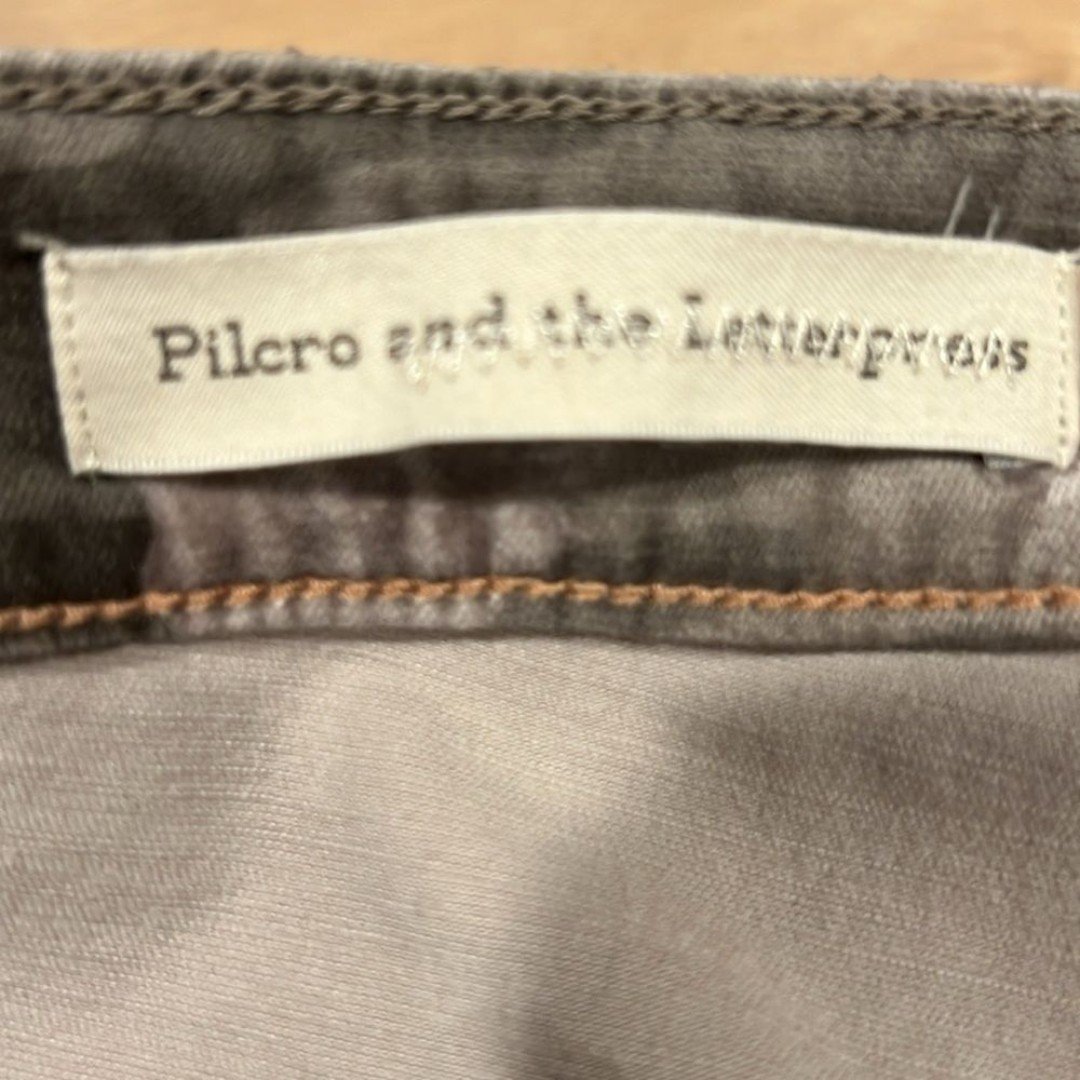 Pilcro and the Letterpress